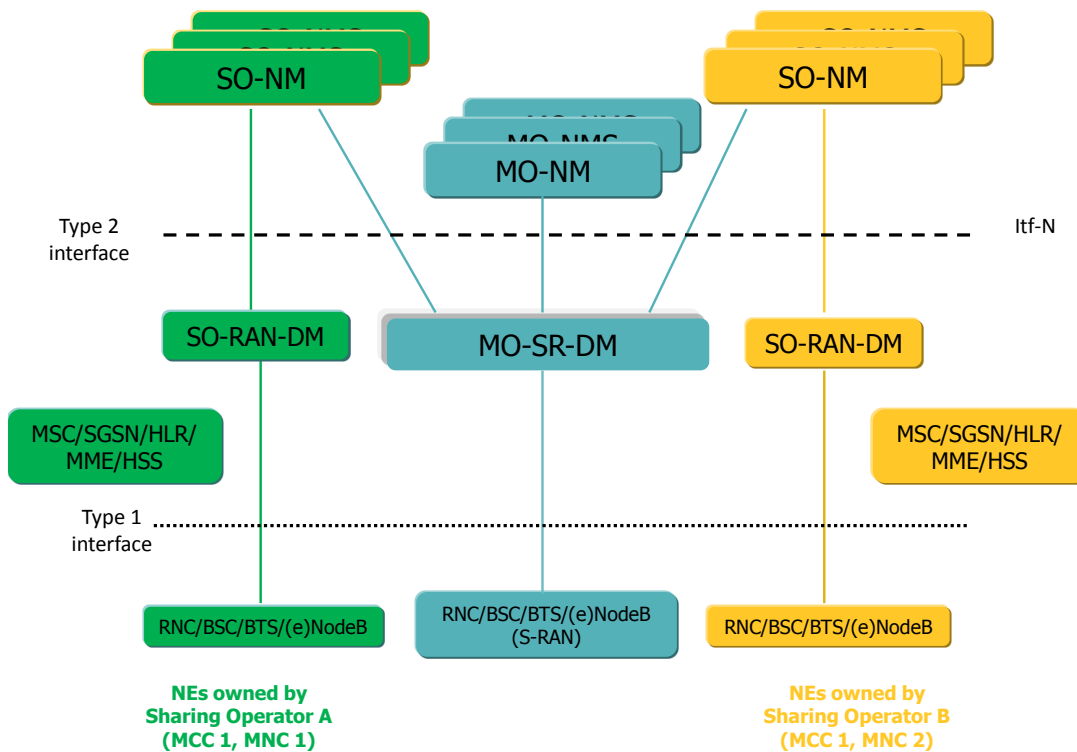 SO-NM
SO-NM
MO-NMS
MO-NM
Type 2
interface
Itf-N
SO-RAN-DM
MO-SR-DM
SO-RAN-DM
MSC/SGSN/HLR/
MME/HSS
MSC/SGSN/HLR/
MME/HSS
Type 1
interface
RNC/BSC/BTS/(e)NodeB
RNC/BSC/BTS/(e)NodeB
(S-RAN)
RNC/BSC/BTS/(e)NodeB
NEs owned by
Sharing Operator A
(MCC 1, MNC 1)
NEs owned by
Sharing Operator B
(MCC 1, MNC 2)